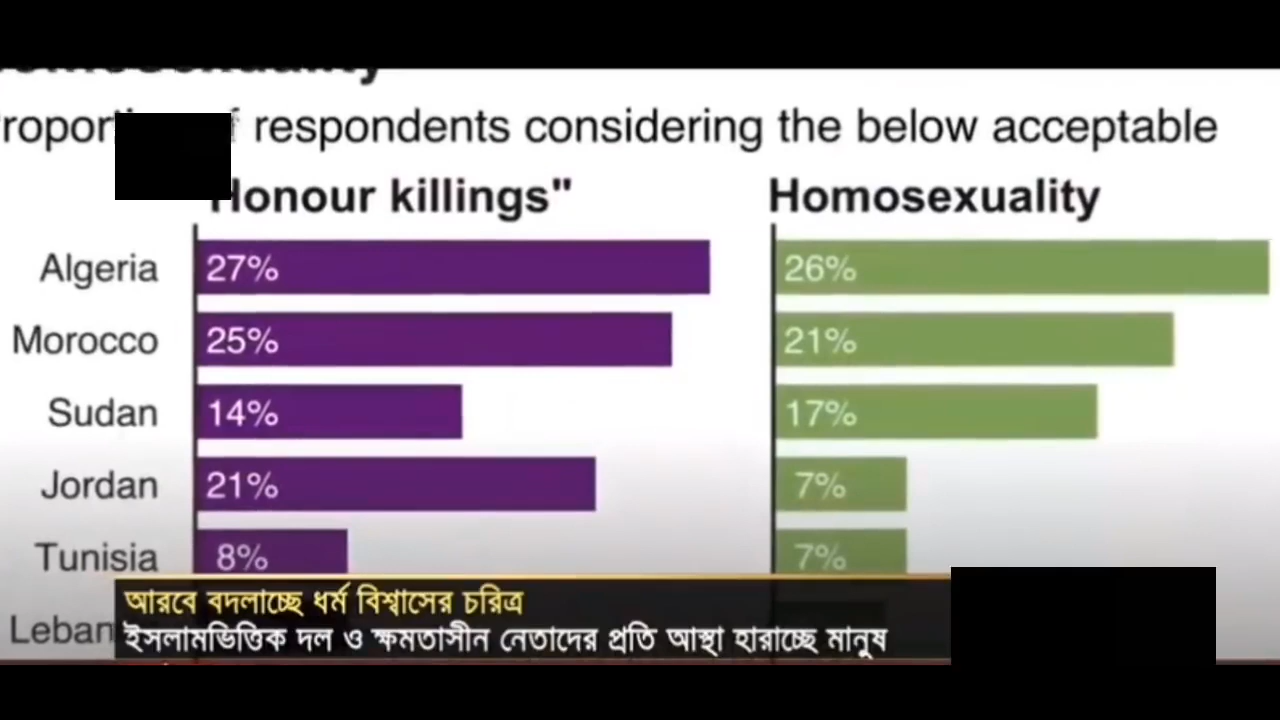 respondents considering the below acceptable
Honour killings" Homosexuality
Algeria 27% 26%
Morocco 25% 21%
Sudan 14% 17%
Jordan 21% 7%
Tunisia 8% 7%
আরবে বদলাচ্ছে ধর্ম বিশ্বাসের চরিত্র
ইসলামভিত্তিক দল ও ক্ষমতাসীন নেতাদের প্রতি আস্থা হারাচ্ছে মানুষ